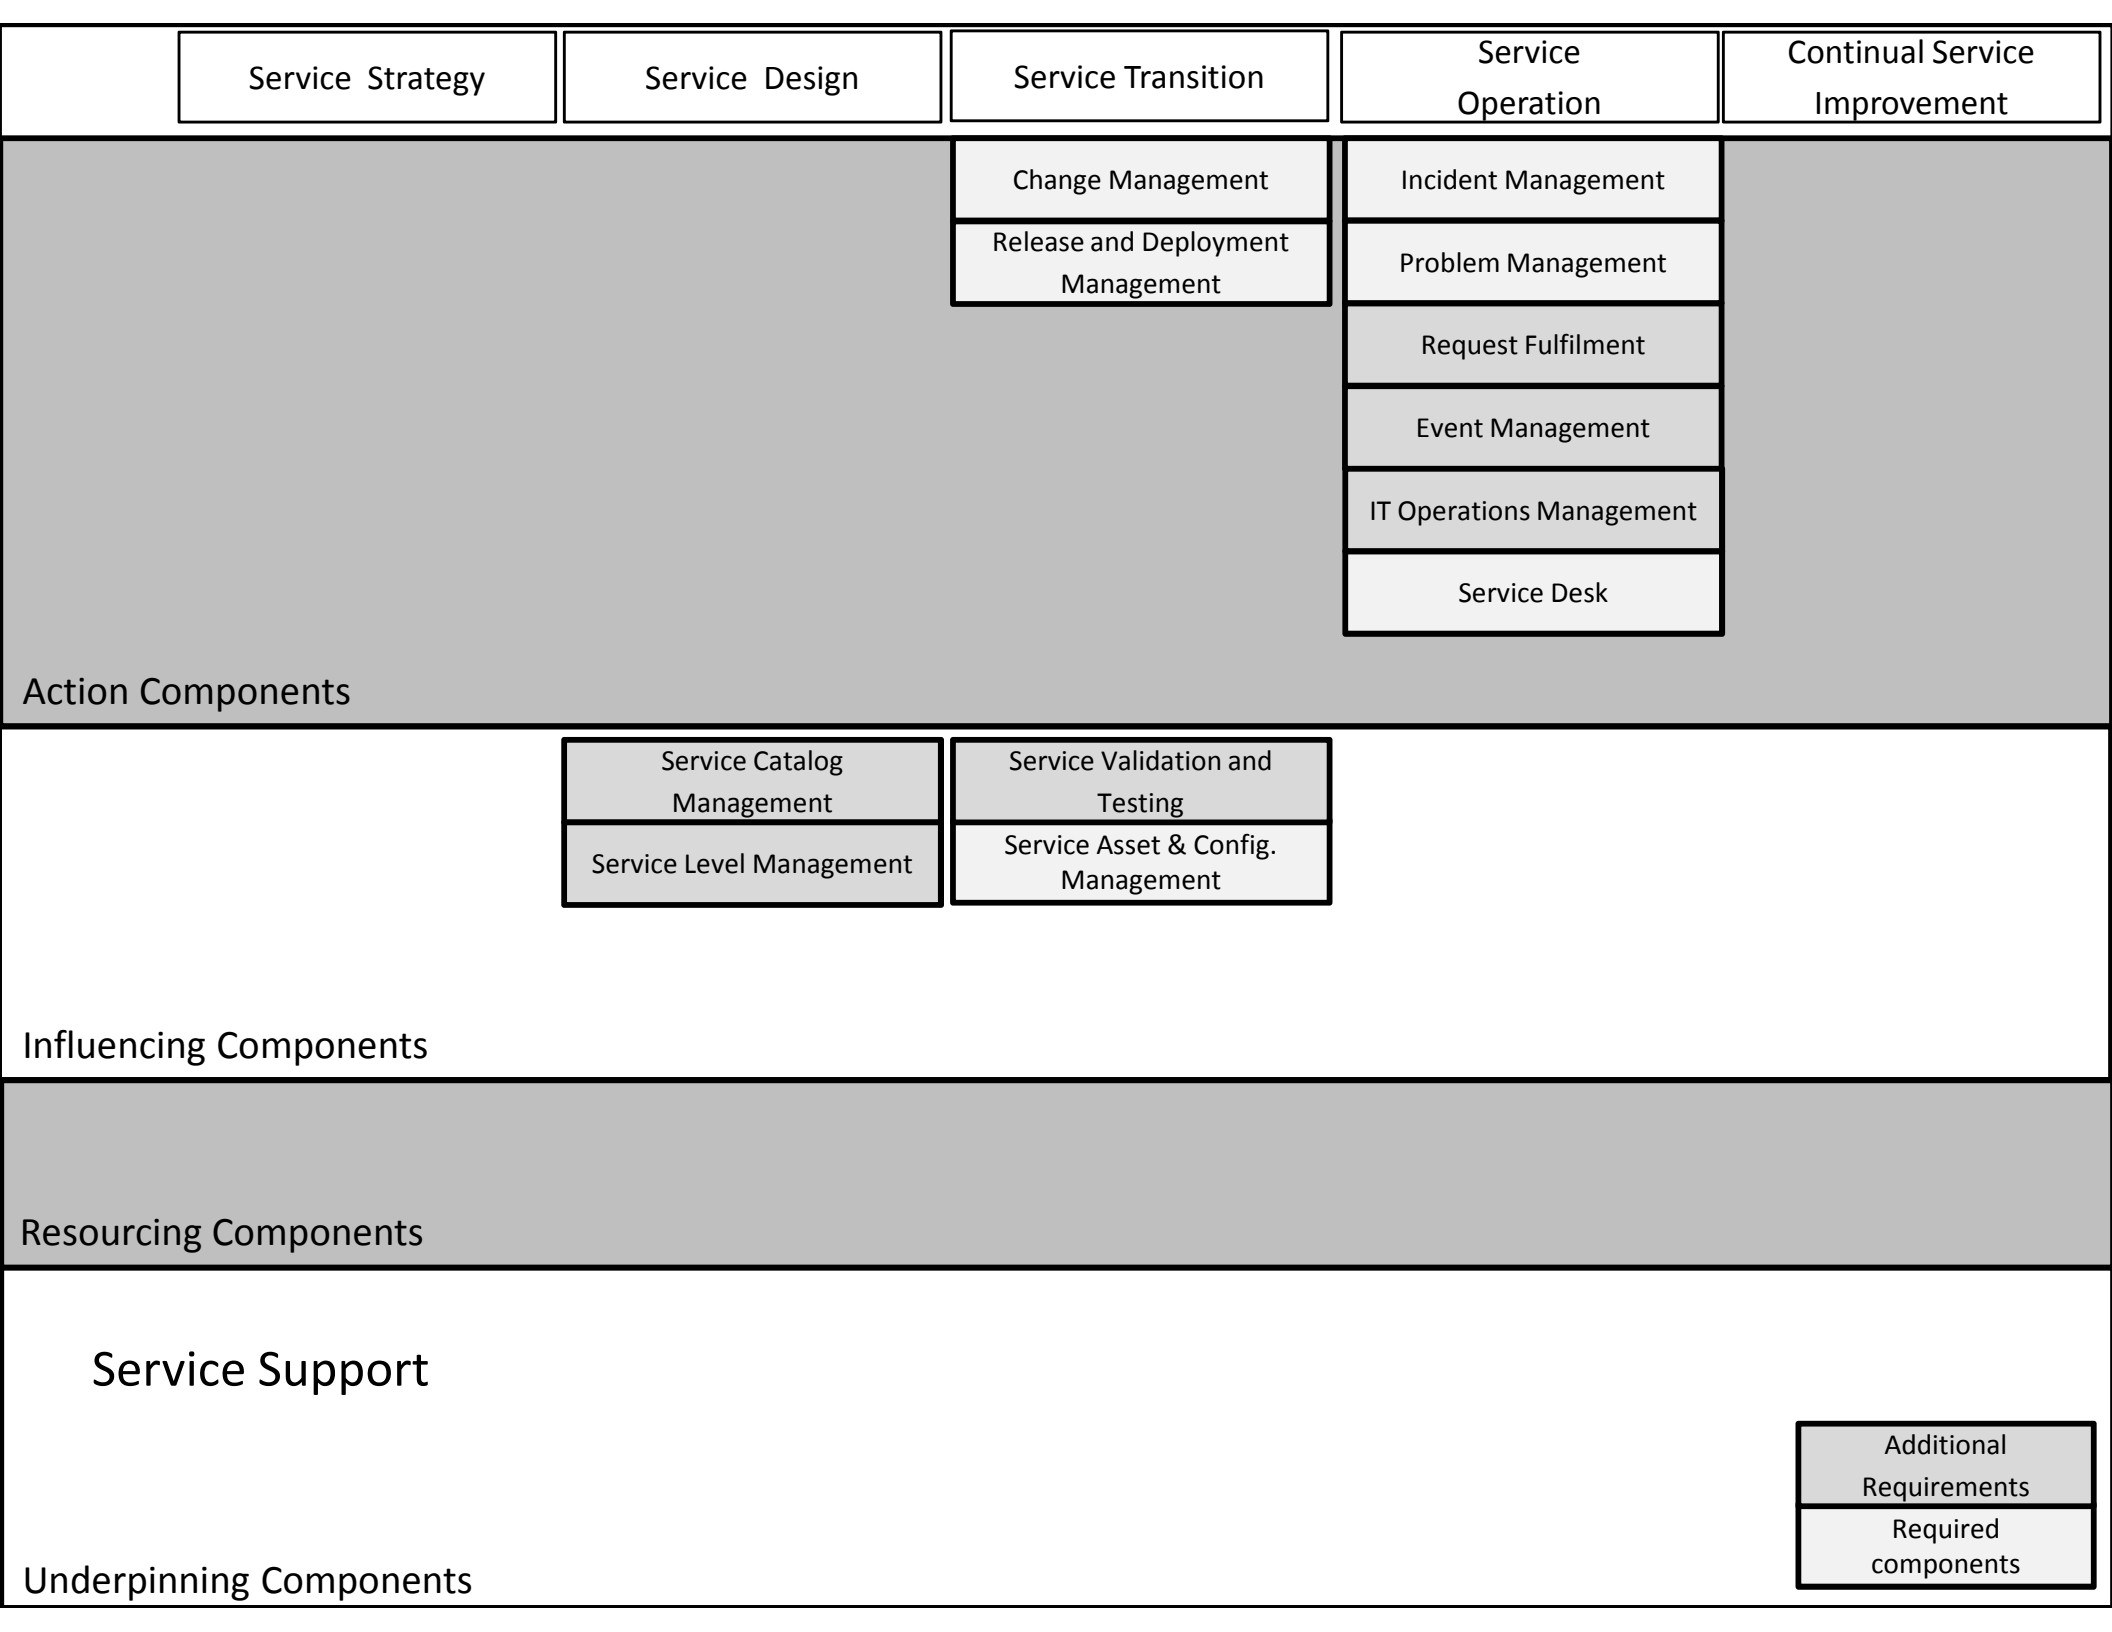 Service Strategy
Service Design
Service Transition
Service
Operation
Continual Service
Improvement
Change Management
Release and Deployment
Management
Incident Management
Problem Management
Request Fulfilment
Event Management
IT Operations Management
Service Desk
Action Components
Service Catalog
Management
Service Level Management
Service Validation and
Testing
Service Asset & Config.
Management
Influencing Components
Resourcing Components
Service Support
Additional
Requirements
Required
components
Underpinning Components